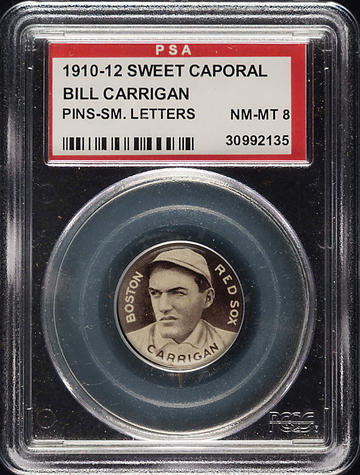 PSA
1910-12 SWEET CAPORAL
BILL CARRIGAN
PINS-SM. LETTERS NM-MT 8
30992135
BOSTON RED SOX
CARRIGAN